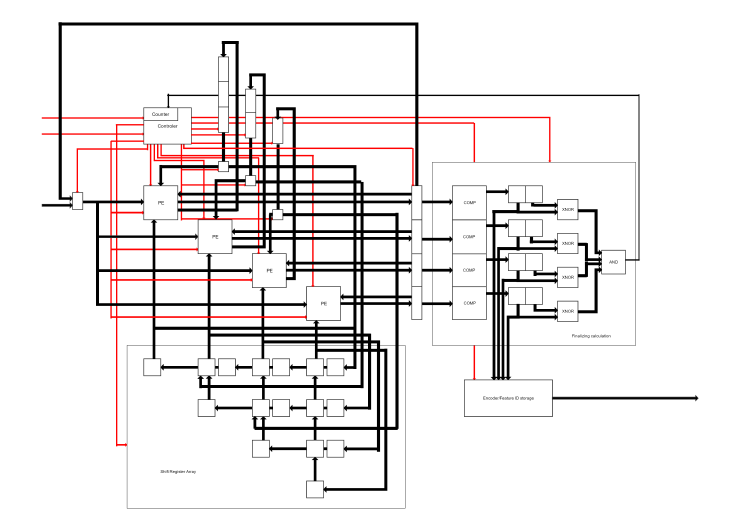 Counter
Controler
PE
PE
PE
PE
COMP
COMP
COMP
COMP
XNOR
XNOR
XNOR
XNOR
AND
Finalizing calculation
Encoder/Feature ID storage
Shift Register Array